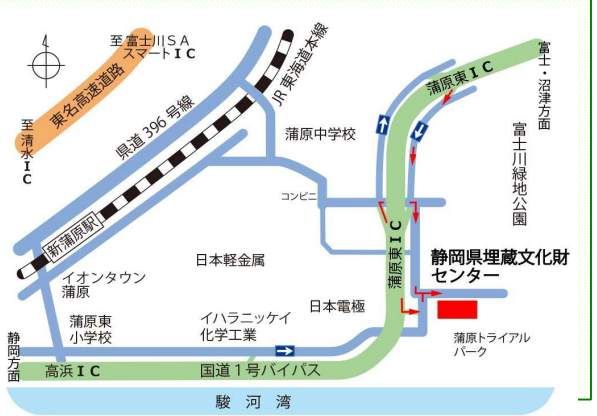 至富士川SA
スマートIC
東名高速道路
至清水IC
県道396号線
JR東海道本線
新蒲原駅
蒲原中学校
コンビニ
蒲原東IC
富士・沼津方面
富士川緑地公園
静岡県埋蔵文化財
センター
蒲原東IC
日本軽金属
日本電極
イオンタウン
蒲原
蒲原東
小学校
イハラニッケイ
化学工業
蒲原トライアル
パーク
静岡方面
高浜IC
国道1号バイパス
駿河湾